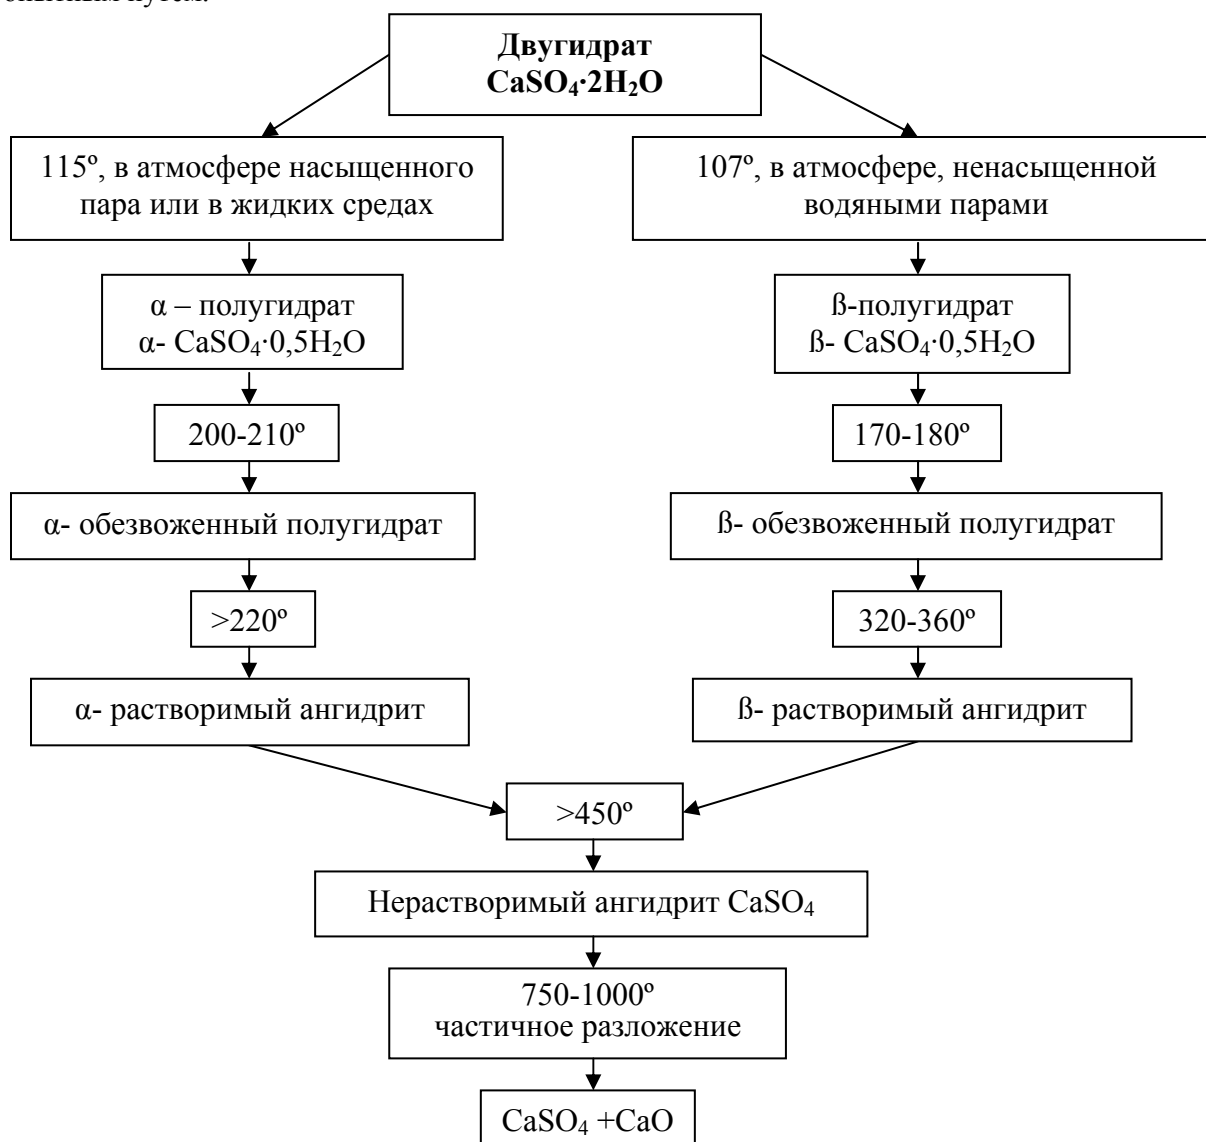 опытным путем.
Двугидрат
CaSO₄·2H₂O
115º, в атмосфере насыщенного
пара или в жидких средах
107º, в атмосфере, ненасыщенной
водяными парами
α – полугидрат
α- CaSO₄·0,5H₂O
ß-полугидрат
ß- CaSO₄·0,5H₂O
200-210º
170-180º
α- обезвоженный полугидрат
ß- обезвоженный полугидрат
>220º
320-360º
α- растворимый ангидрит
ß- растворимый ангидрит
>450º
Нерастворимый ангидрит CaSO₄
750-1000º
частичное разложение
CaSO₄ +CaO